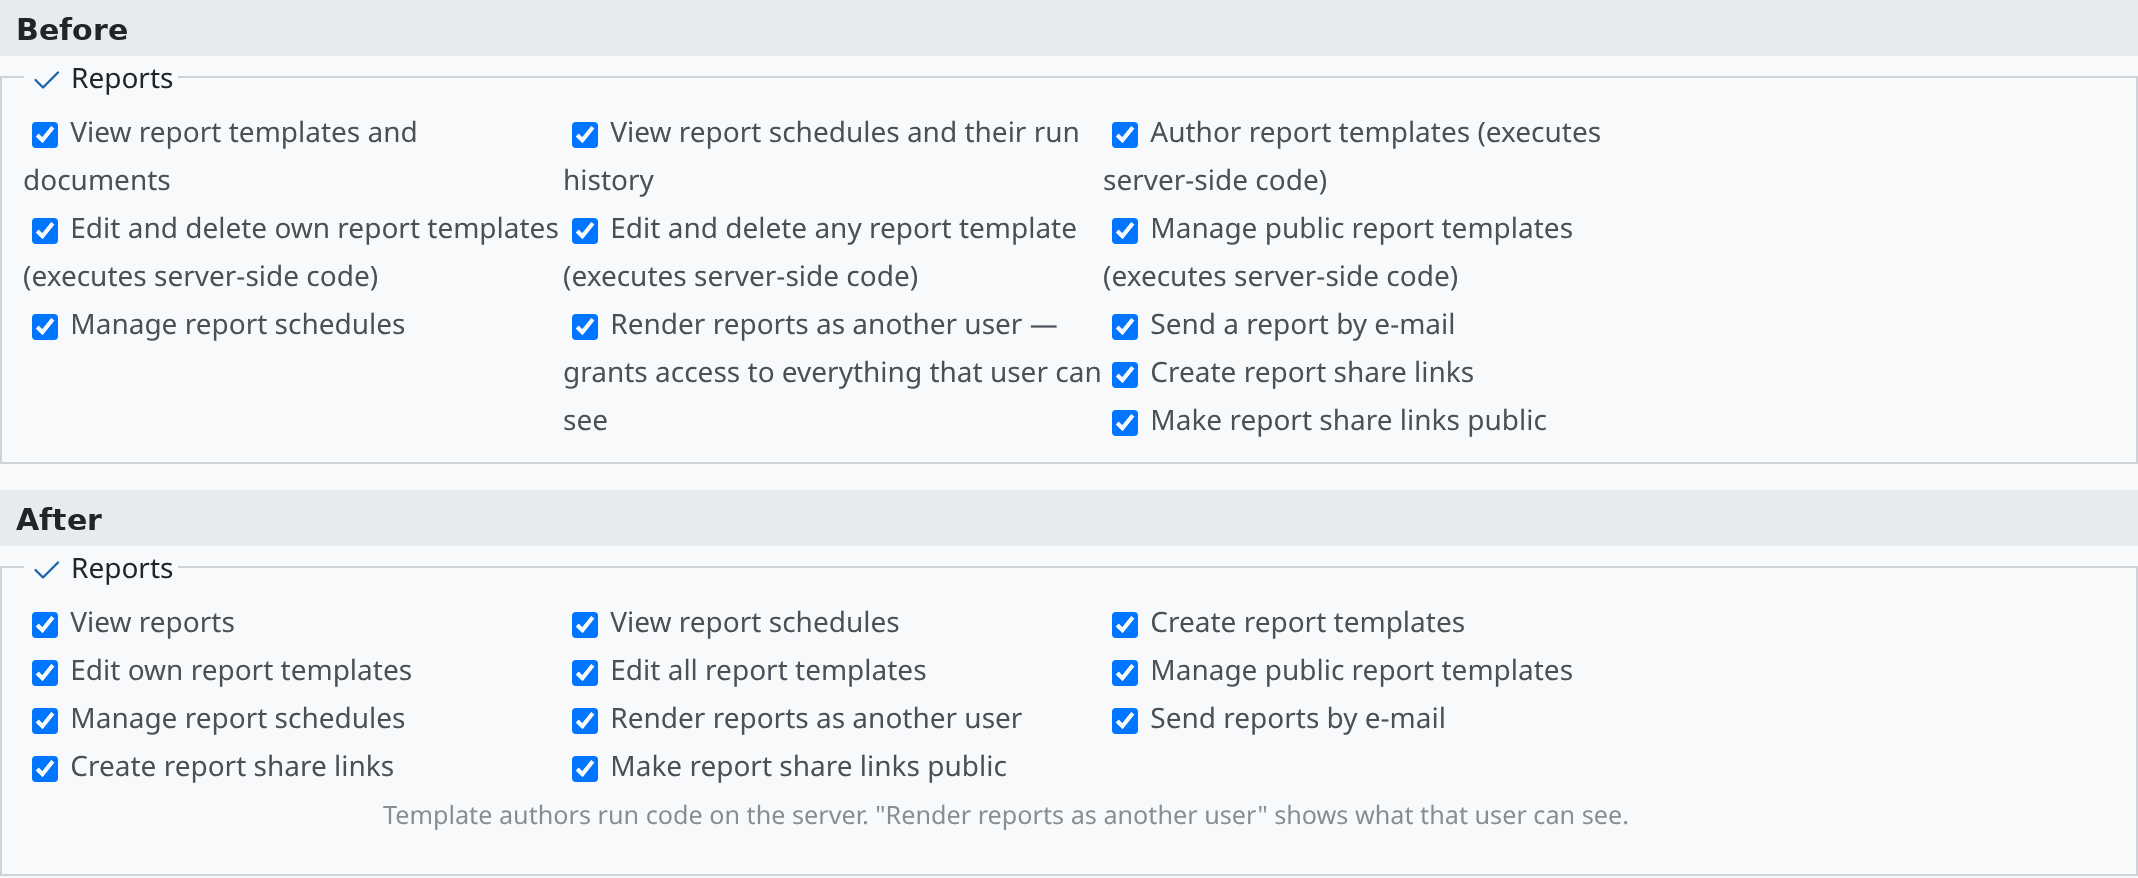 Before
Reports
View report templates and
documents
View report schedules and their run
history
Author report templates (executes
server-side code)
Edit and delete own report templates
(executes server-side code)
Edit and delete any report template
(executes server-side code)
Manage public report templates
(executes server-side code)
Manage report schedules
Render reports as another user —
grants access to everything that user can
see
Send a report by e-mail
Create report share links
Make report share links public
After
Reports
View reports
View report schedules
Create report templates
Edit own report templates
Edit all report templates
Manage public report templates
Manage report schedules
Render reports as another user
Send reports by e-mail
Create report share links
Make report share links public
Template authors run code on the server. "Render reports as another user" shows what that user can see.